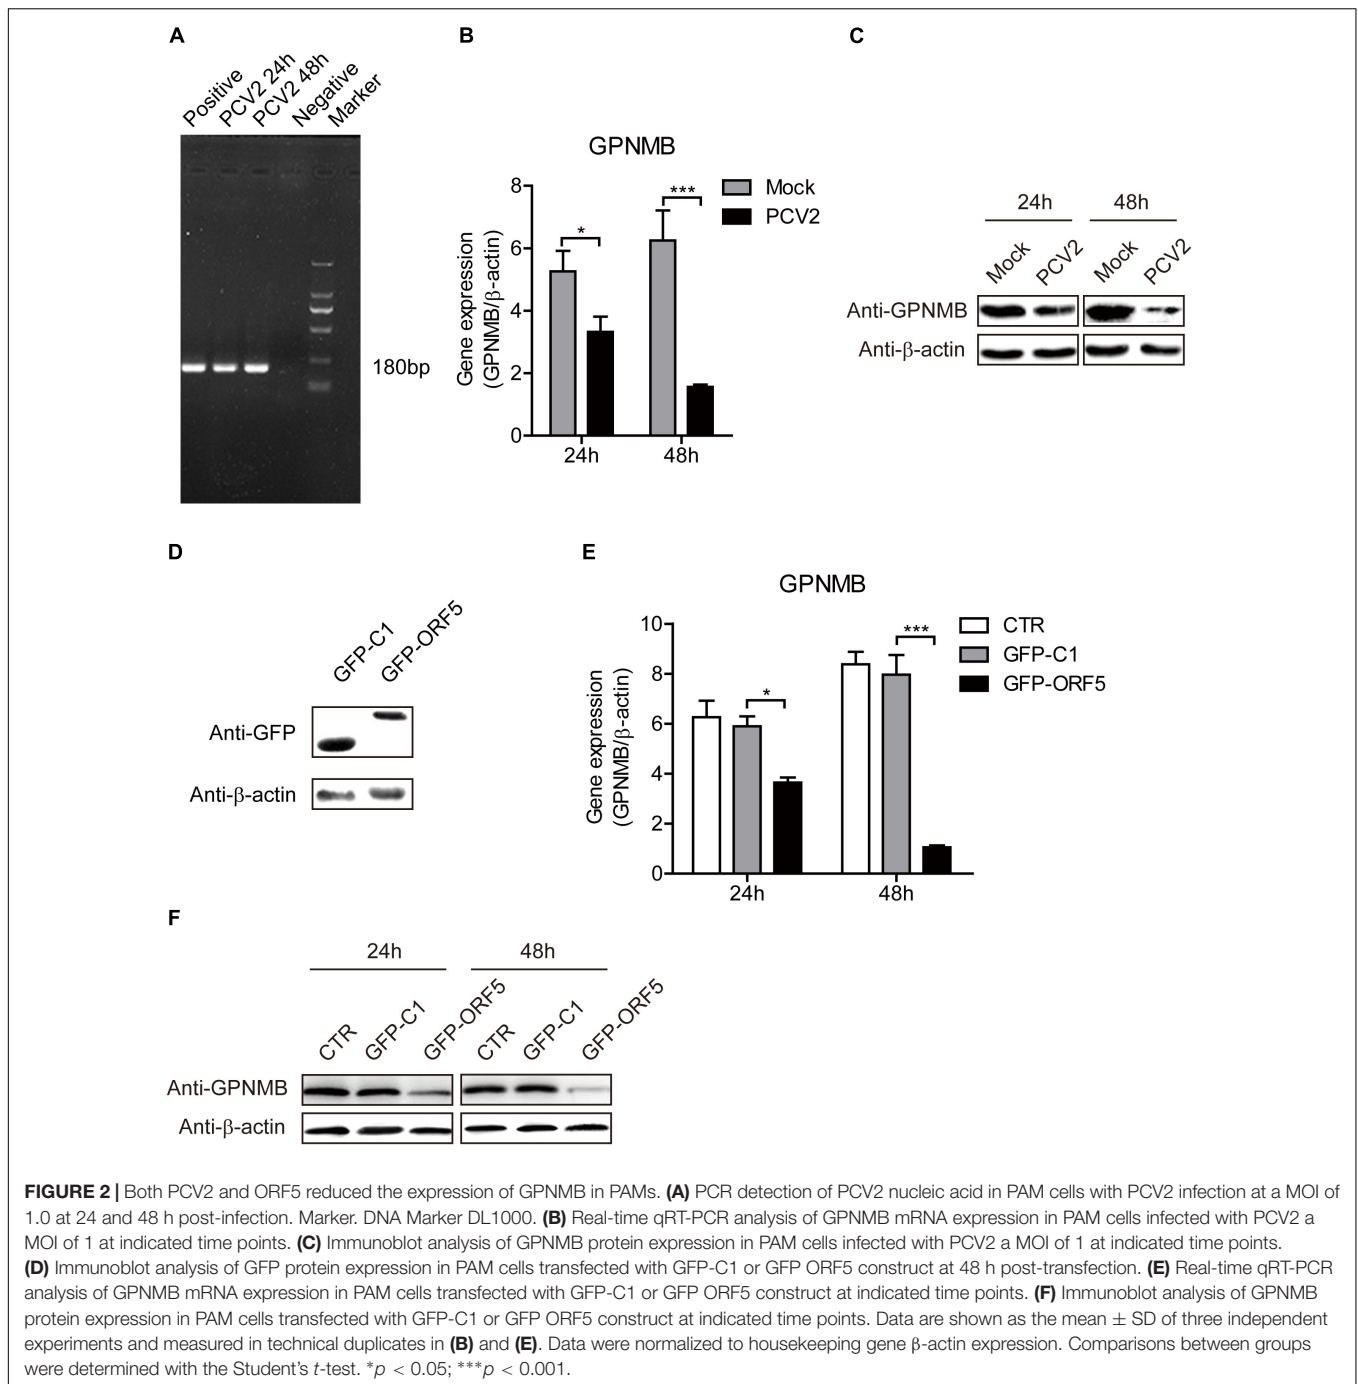 A
Positive
PCV2 24h
PCV2 48h
Negative
Marker
180bp
B
GPNMB
Gene expression
(GPNMB/β-actin)
8
6
4
2
0
*
***
24h
48h
Mock
PCV2
C
24h
48h
Mock
PCV2
Mock
PCV2
Anti-GPNMB
Anti-β-actin
D
GFP-C1
GFP-ORF5
Anti-GFP
Anti-β-actin
E
GPNMB
Gene expression
(GPNMB/β-actin)
10
8
6
4
2
0
*
***
24h
48h
CTR
GFP-C1
GFP-ORF5
F
24h
48h
CTR
GFP-C1
GFP-ORF5
CTR
GFP-C1
GFP-ORF5
Anti-GPNMB
Anti-β-actin
FIGURE 2 | Both PCV2 and ORF5 reduced the expression of GPNMB in PAMs. (A) PCR detection of PCV2 nucleic acid in PAM cells with PCV2 infection at a MOI of
1.0 at 24 and 48 h post-infection. Marker. DNA Marker DL1000. (B) Real-time qRT-PCR analysis of GPNMB mRNA expression in PAM cells infected with PCV2 a
MOI of 1 at indicated time points. (C) Immunoblot analysis of GPNMB protein expression in PAM cells infected with PCV2 a MOI of 1 at indicated time points.
(D) Immunoblot analysis of GFP protein expression in PAM cells transfected with GFP-C1 or GFP ORF5 construct at 48 h post-transfection. (E) Real-time qRT-PCR
analysis of GPNMB mRNA expression in PAM cells transfected with GFP-C1 or GFP ORF5 construct at indicated time points. (F) Immunoblot analysis of GPNMB
protein expression in PAM cells transfected with GFP-C1 or GFP ORF5 construct at indicated time points. Data are shown as the mean ± SD of three independent
experiments and measured in technical duplicates in (B) and (E). Data were normalized to housekeeping gene β-actin expression. Comparisons between groups
were determined with the Student's t-test. *p < 0.05; ***p < 0.001.